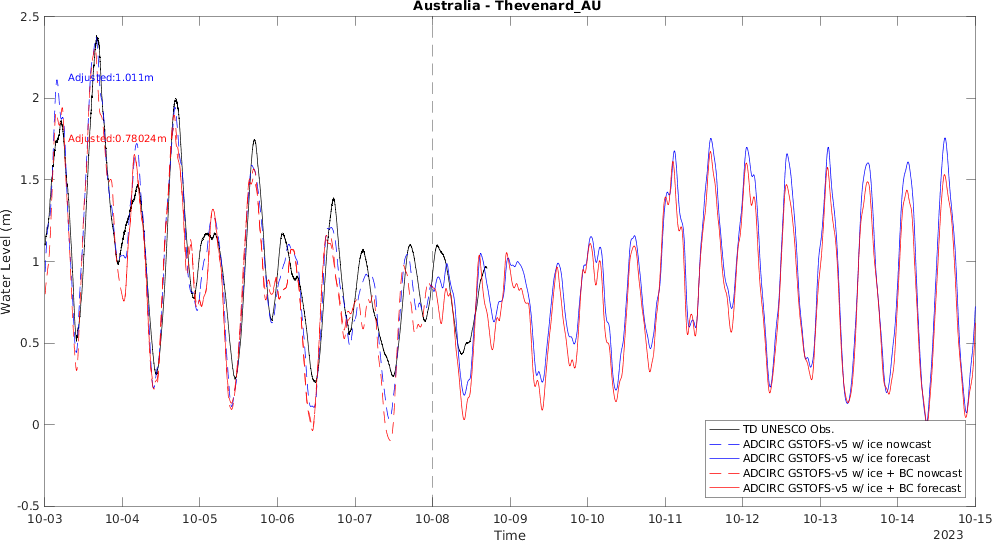 Australia - Thevenard_AU
2.5
2
1.5
1
0.5
0
-0.5
Water Level (m)
Adjusted:1.011m
Adjusted:0.78024m
TD UNESCO Obs.
ADCIRC GSTOFS-v5 w/ ice nowcast
ADCIRC GSTOFS-v5 w/ ice forecast
ADCIRC GSTOFS-v5 w/ ice + BC nowcast
ADCIRC GSTOFS-v5 w/ ice + BC forecast
10-03 10-04 10-05 10-06 10-07 10-08 10-09 10-10 10-11 10-12 10-13 10-14 10-15
Time
2023